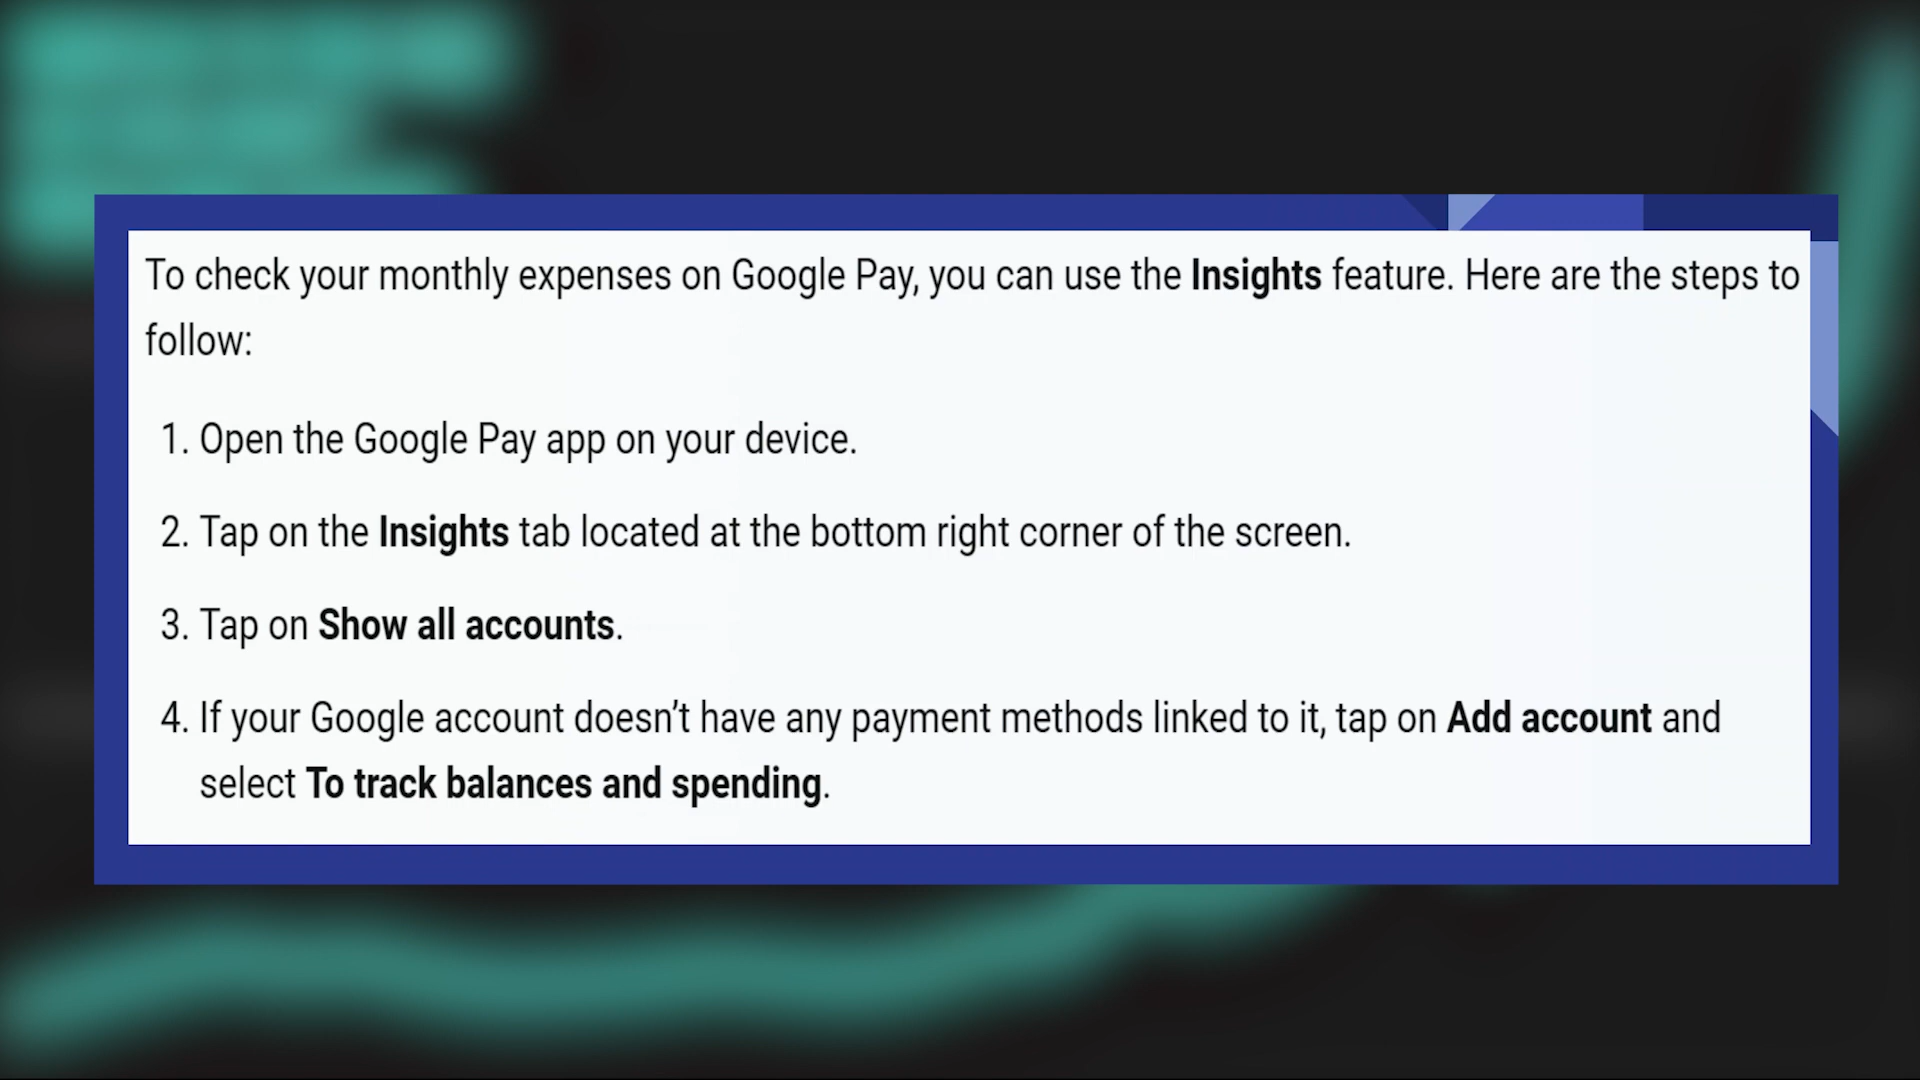 To check your monthly expenses on Google Pay, you can use the Insights feature. Here are the steps to
follow:
1. Open the Google Pay app on your device.
2. Tap on the Insights tab located at the bottom right corner of the screen.
3. Tap on Show all accounts.
4. If your Google account doesn’t have any payment methods linked to it, tap on Add account and
select To track balances and spending.